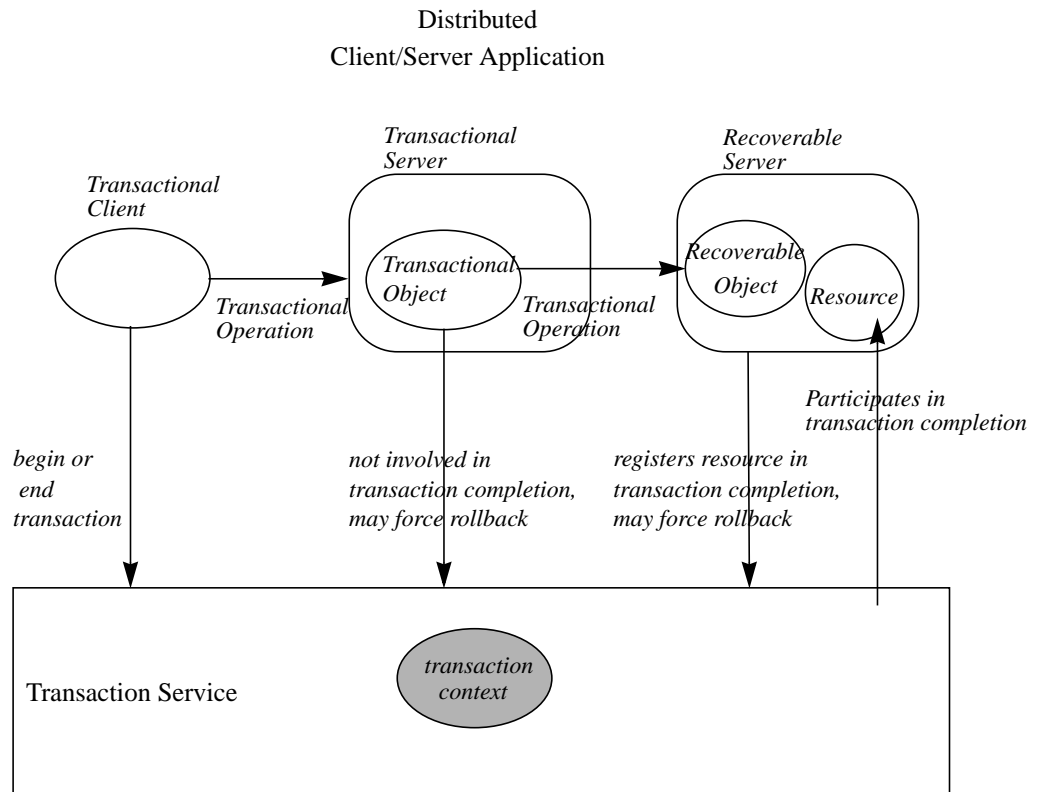 Distributed
Client/Server Application
Transactional
Server
Recoverable
Server
Transactional
Client
Transactional
Object
Recoverable
Object
Resource
Transactional
Operation
Transactional
Operation
Participates in
transaction completion
begin or
end
transaction
not involved in
transaction completion,
may force rollback
registers resource in
transaction completion,
may force rollback
transaction
context
Transaction Service